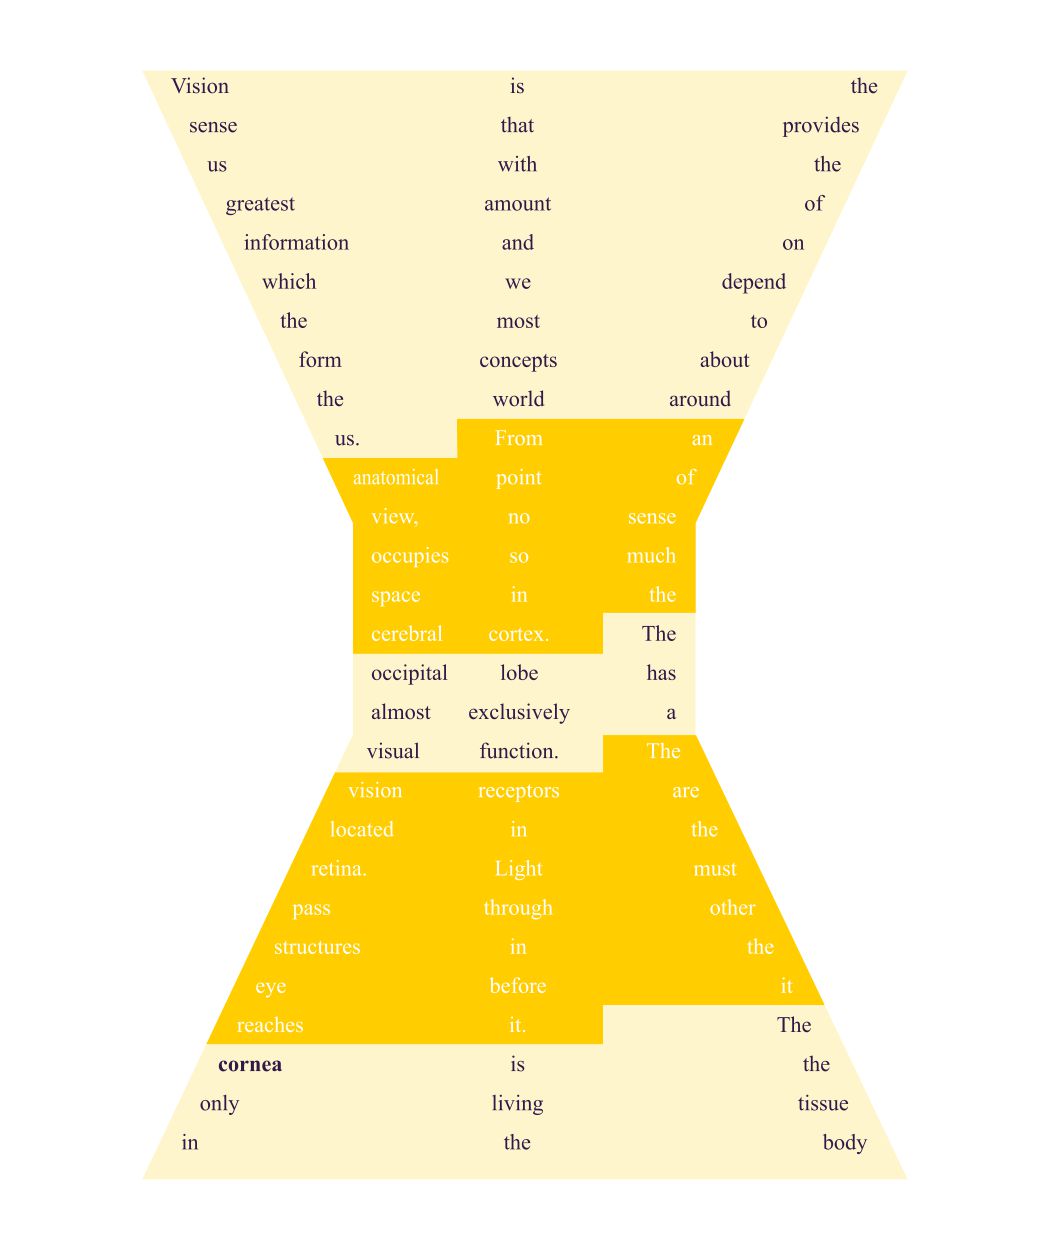 Vision is the
sense that provides
us with the
greatest amount of
information and on
which we depend
the most to
form concepts about
the world around
us. From an
anatomical point of
view, no sense
occupies so much
space in the
cerebral cortex. The
occipital lobe has
almost exclusively a
visual function. The
vision receptors are
located in the
retina. Light must
pass through other
structures in the
eye before it
reaches it. The
cornea is the
only living tissue
in the body